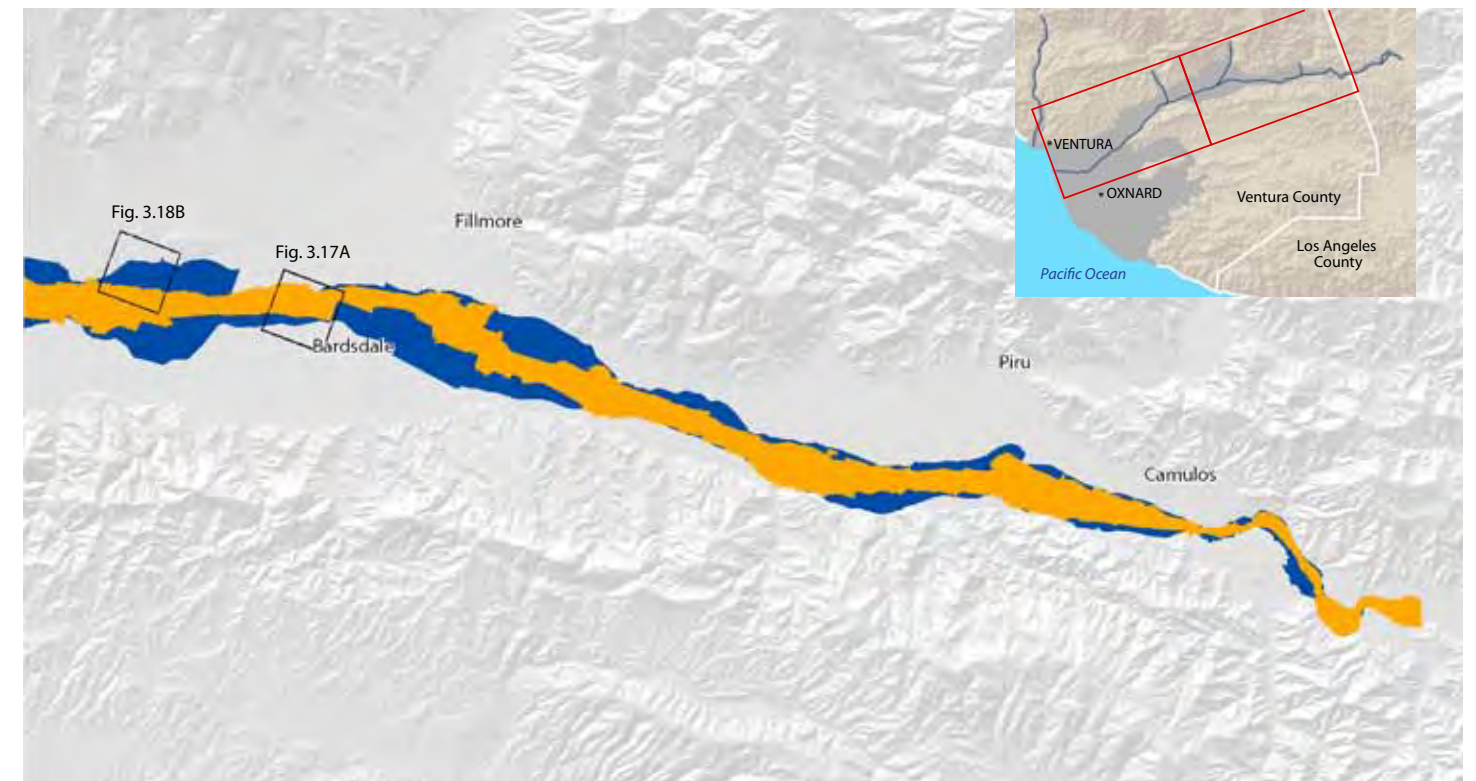 Fig. 3.18B
Fig. 3.17A
Fillmore
Bardsdale
Piru
Camulos
VENTURA
OXNARD
Ventura County
Los Angeles
County
Pacific Ocean